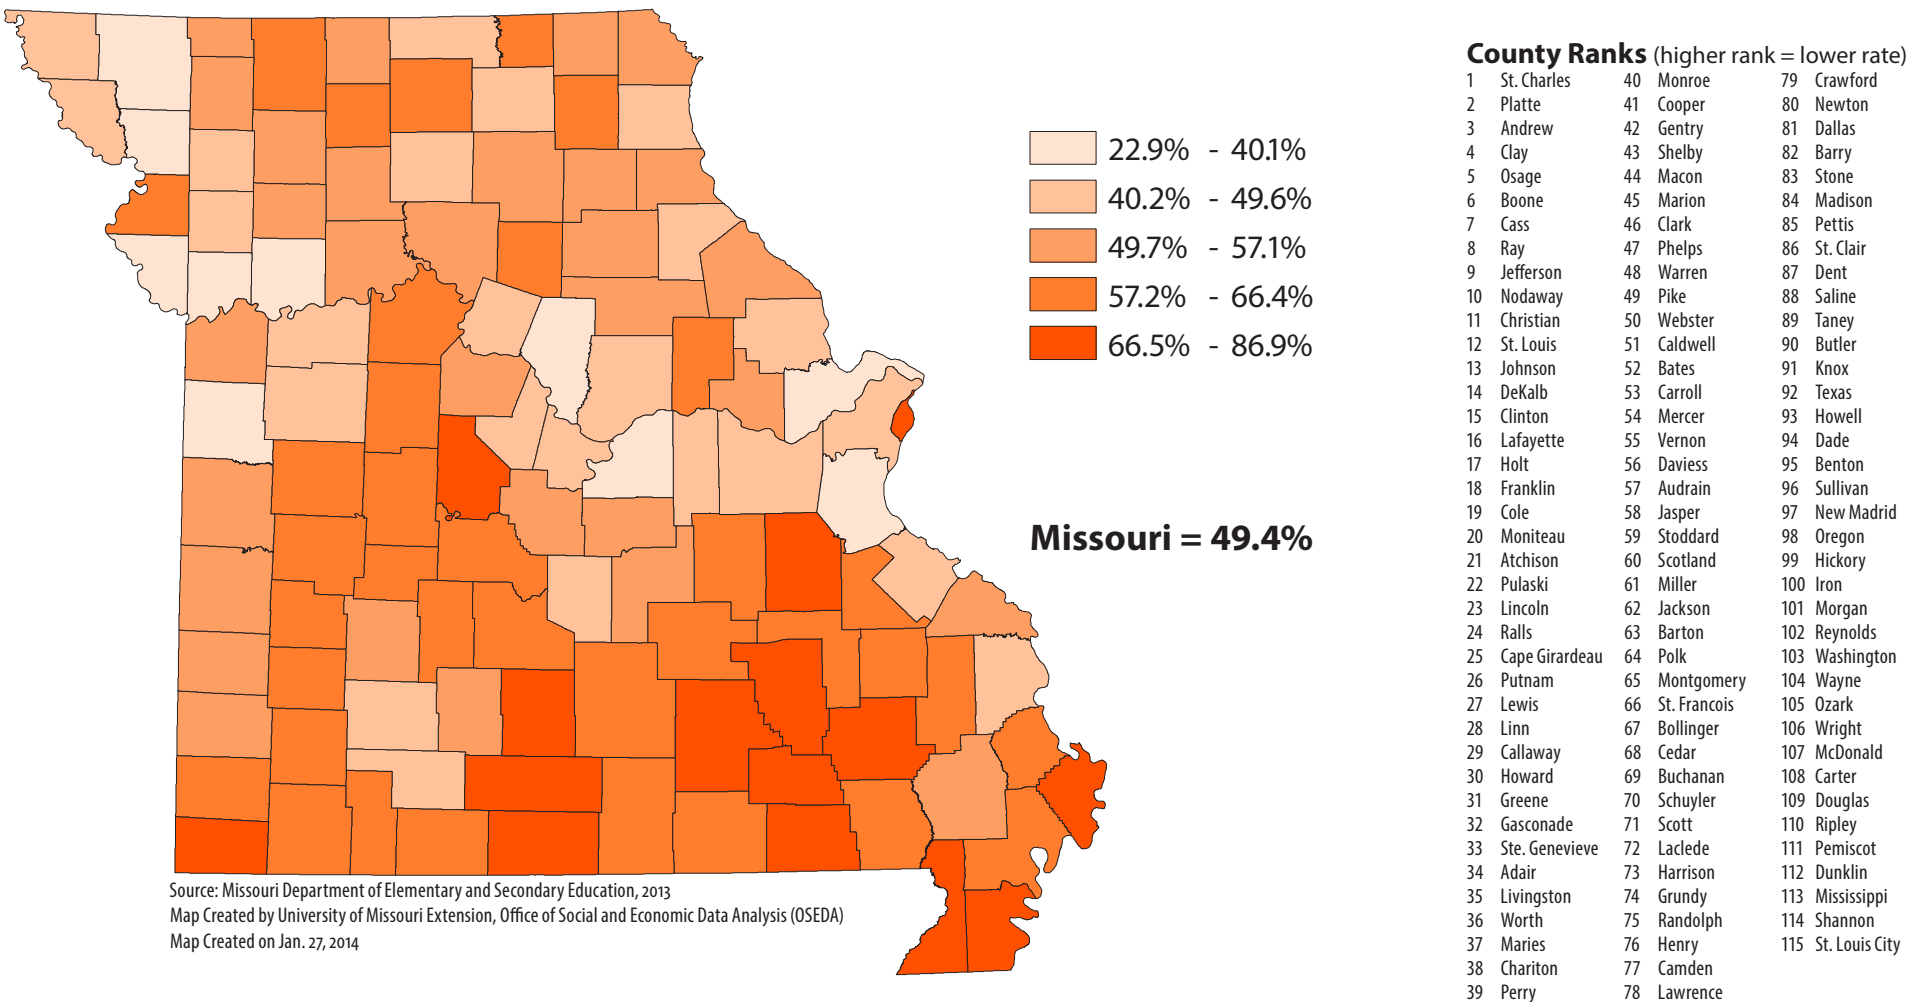 County Ranks (higher rank = lower rate)
1 St. Charles 40 Monroe 79 Crawford
2 Platte 41 Cooper 80 Newton
3 Andrew 42 Gentry 81 Dallas
4 Clay 43 Shelby 82 Barry
5 Osage 44 Macon 83 Stone
6 Boone 45 Marion 84 Madison
7 Cass 46 Clark 85 Pettis
8 Ray 47 Phelps 86 St. Clair
9 Jefferson 48 Warren 87 Dent
10 Nodaway 49 Pike 88 Saline
11 Christian 50 Webster 89 Taney
12 St. Louis 51 Caldwell 90 Butler
13 Johnson 52 Bates 91 Knox
14 DeKalb 53 Carroll 92 Texas
15 Clinton 54 Mercer 93 Howell
16 Lafayette 55 Vernon 94 Dade
17 Holt 56 Daviess 95 Benton
18 Franklin 57 Audrain 96 Sullivan
19 Cole 58 Jasper 97 New Madrid
20 Moniteau 59 Stoddard 98 Oregon
21 Atchison 60 Scotland 99 Hickory
22 Pulaski 61 Miller 100 Iron
23 Lincoln 62 Jackson 101 Morgan
24 Ralls 63 Barton 102 Reynolds
25 Cape Girardeau 64 Polk 103 Washington
26 Putnam 65 Montgomery 104 Wayne
27 Lewis 66 St. Francois 105 Ozark
28 Linn 67 Bollinger 106 Wright
29 Callaway 68 Cedar 107 McDonald
30 Howard 69 Buchanan 108 Carter
31 Greene 70 Schuyler 109 Douglas
32 Gasconade 71 Scott 110 Ripley
33 Ste. Genevieve 72 Laclede 111 Pemiscot
34 Adair 73 Harrison 112 Dunklin
35 Livingston 74 Grundy 113 Mississippi
36 Worth 75 Randolph 114 Shannon
37 Maries 76 Henry 115 St. Louis City
38 Chariton 77 Camden
39 Perry 78 Lawrence
22.9% - 40.1%
40.2% - 49.6%
49.7% - 57.1%
57.2% - 66.4%
66.5% - 86.9%
Missouri = 49.4%
Source: Missouri Department of Elementary and Secondary Education, 2013
Map Created by University of Missouri Extension, Office of Social and Economic Data Analysis (OSEDA)
Map Created on Jan. 27, 2014